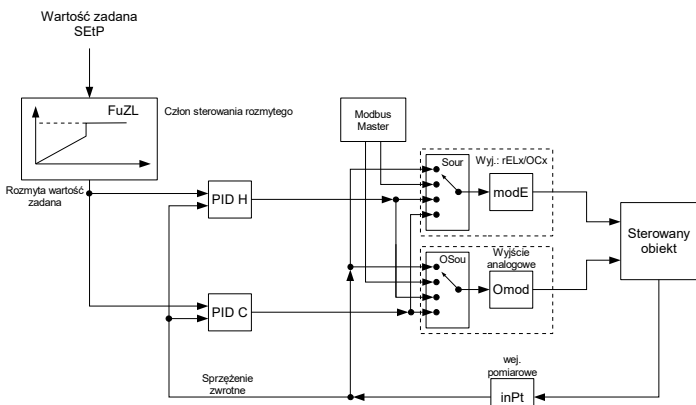 Wartość zadana
SEtP
FuZL
Człon sterowania rozmytego
Modbus
Master
Sour
Wyj.: rELx/OCx
modE
Rozmyta wartość
zadana
PID H
Sterowany
obiekt
OSou
Wyjście
analogowe
Omod
PID C
Sprzężenie
zwrotne
wej.
pomiarowe
inPt